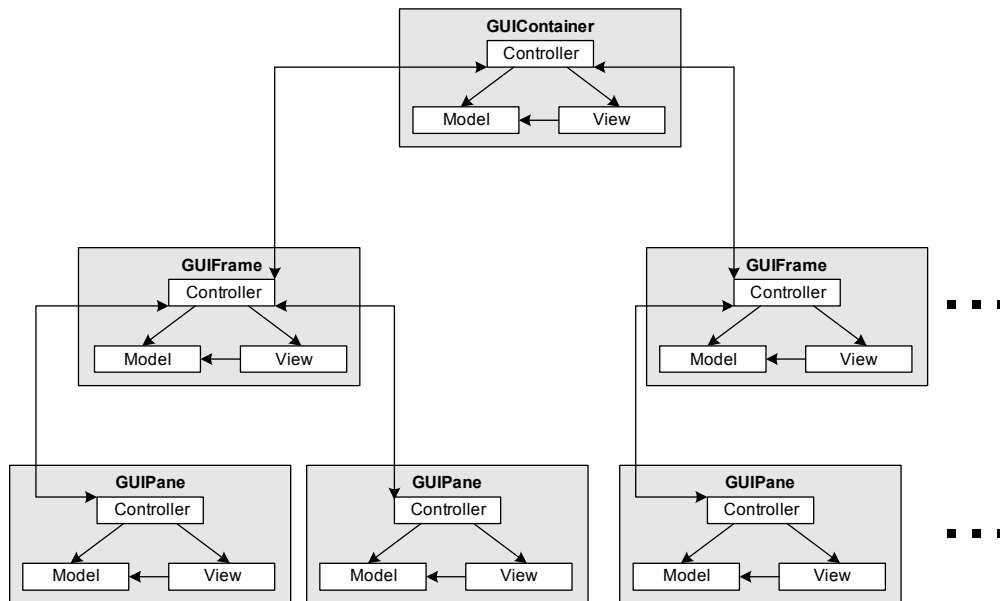 GUIContainer
Controller
Model
View
GUIFrame
Controller
Model
View
GUIFrame
Controller
Model
View
GUIPane
Controller
Model
View
GUIPane
Controller
Model
View
GUIPane
Controller
Model
View